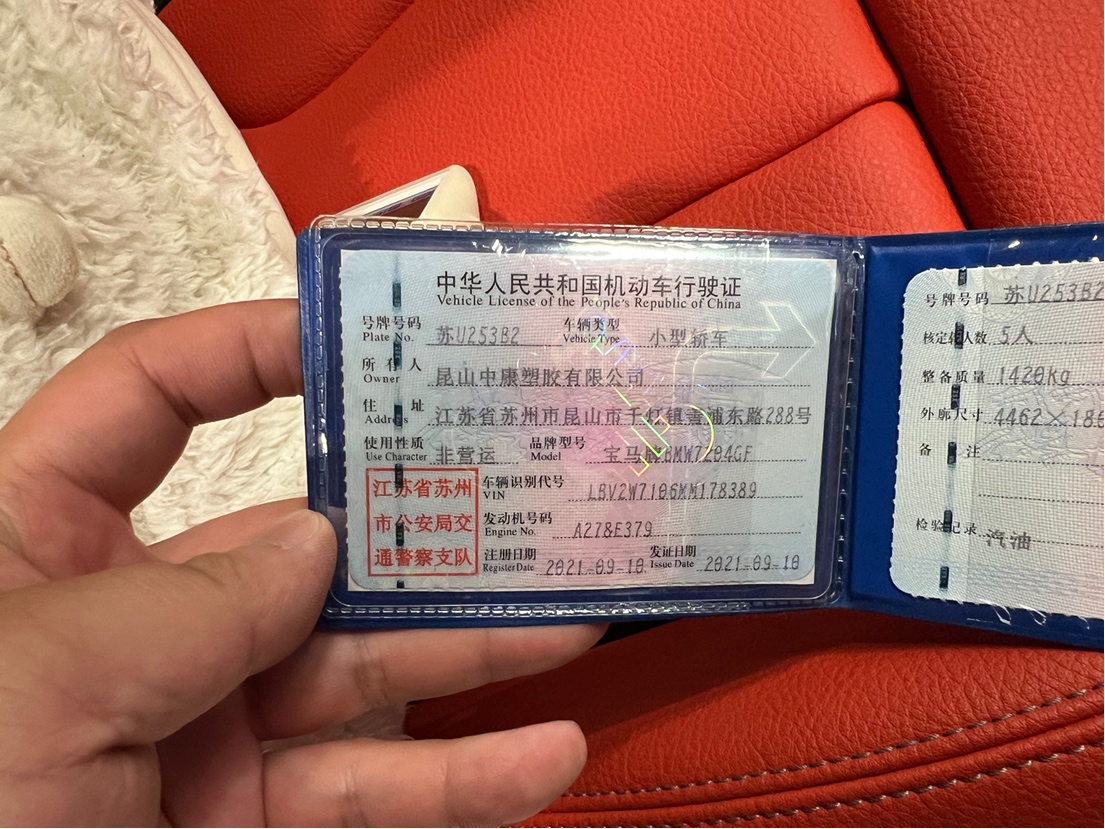 中华人民共和国机动车行驶证
Vehicle License of the People's Republic of China
号牌号码 苏U253B2 车辆类型 小型轿车
Plate No. Vehicle Type
所有人 昆山中康塑胶有限公司
Owner
住址 江苏省苏州市昆山市千灯镇善浦东路288号
Address
使用性质 非营运 品牌型号 宝马牌BMW7204GF
Use Character Model
江苏省苏州
市公安局交
通警察支队
车辆识别代号 LBV2W7106MM178389
VIN
发动机号码 A278E379
Engine No.
注册日期 2021-09-10 发证日期 2021-09-10
Register Date Issue Date
号牌号码 苏U253B2
核定载人数 5人
整备质量 1420kg
外廓尺寸 4462×186
备注
检验记录 汽油